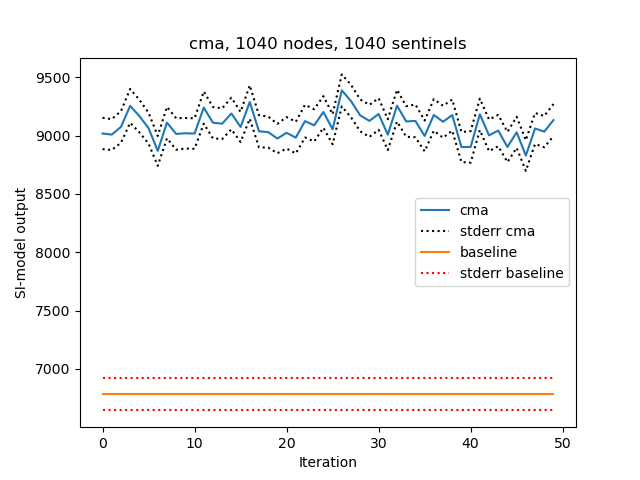 cma, 1040 nodes, 1040 sentinels
9500
9000
8500
8000
7500
7000
SI-model output
cma
stderr cma
baseline
stderr baseline
0 10 20 30 40 50
Iteration